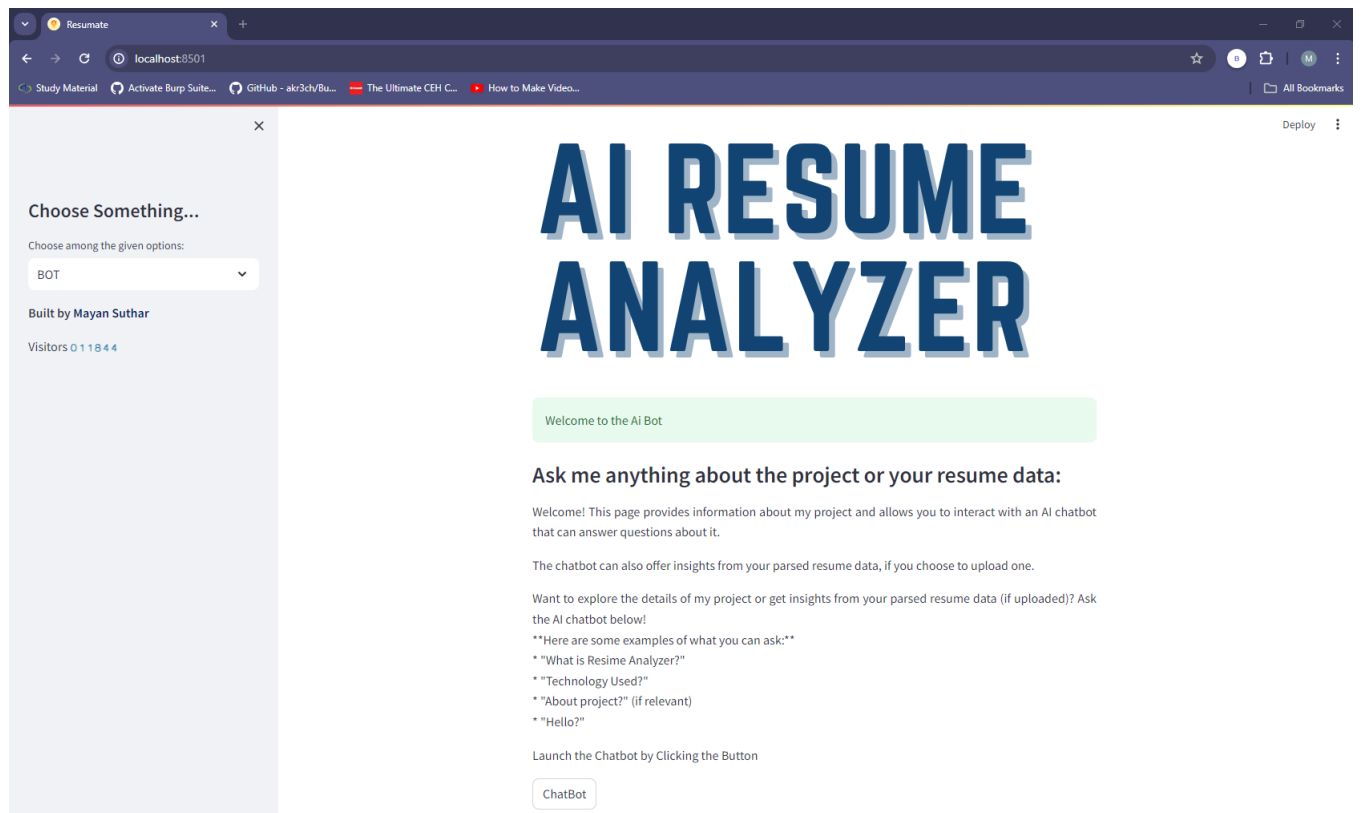 Resumate
localhost:8501
B
M
Study Material
Activate Burp Suite...
GitHub - akr3ch/Bu...
The Ultimate CEH C...
How to Make Video...
All Bookmarks
Deploy
Choose Something...
Choose among the given options:
BOT
Built by Mayan Suthar
Visitors 011844
AI RESUME
ANALYZER
Welcome to the Ai Bot
Ask me anything about the project or your resume data:
Welcome! This page provides information about my project and allows you to interact with an AI chatbot
that can answer questions about it.
The chatbot can also offer insights from your parsed resume data, if you choose to upload one.
Want to explore the details of my project or get insights from your parsed resume data (if uploaded)? Ask
the AI chatbot below!
**Here are some examples of what you can ask:**
* "What is Resime Analyzer?"
* "Technology Used?"
* "About project?" (if relevant)
* "Hello?"
Launch the Chatbot by Clicking the Button
ChatBot